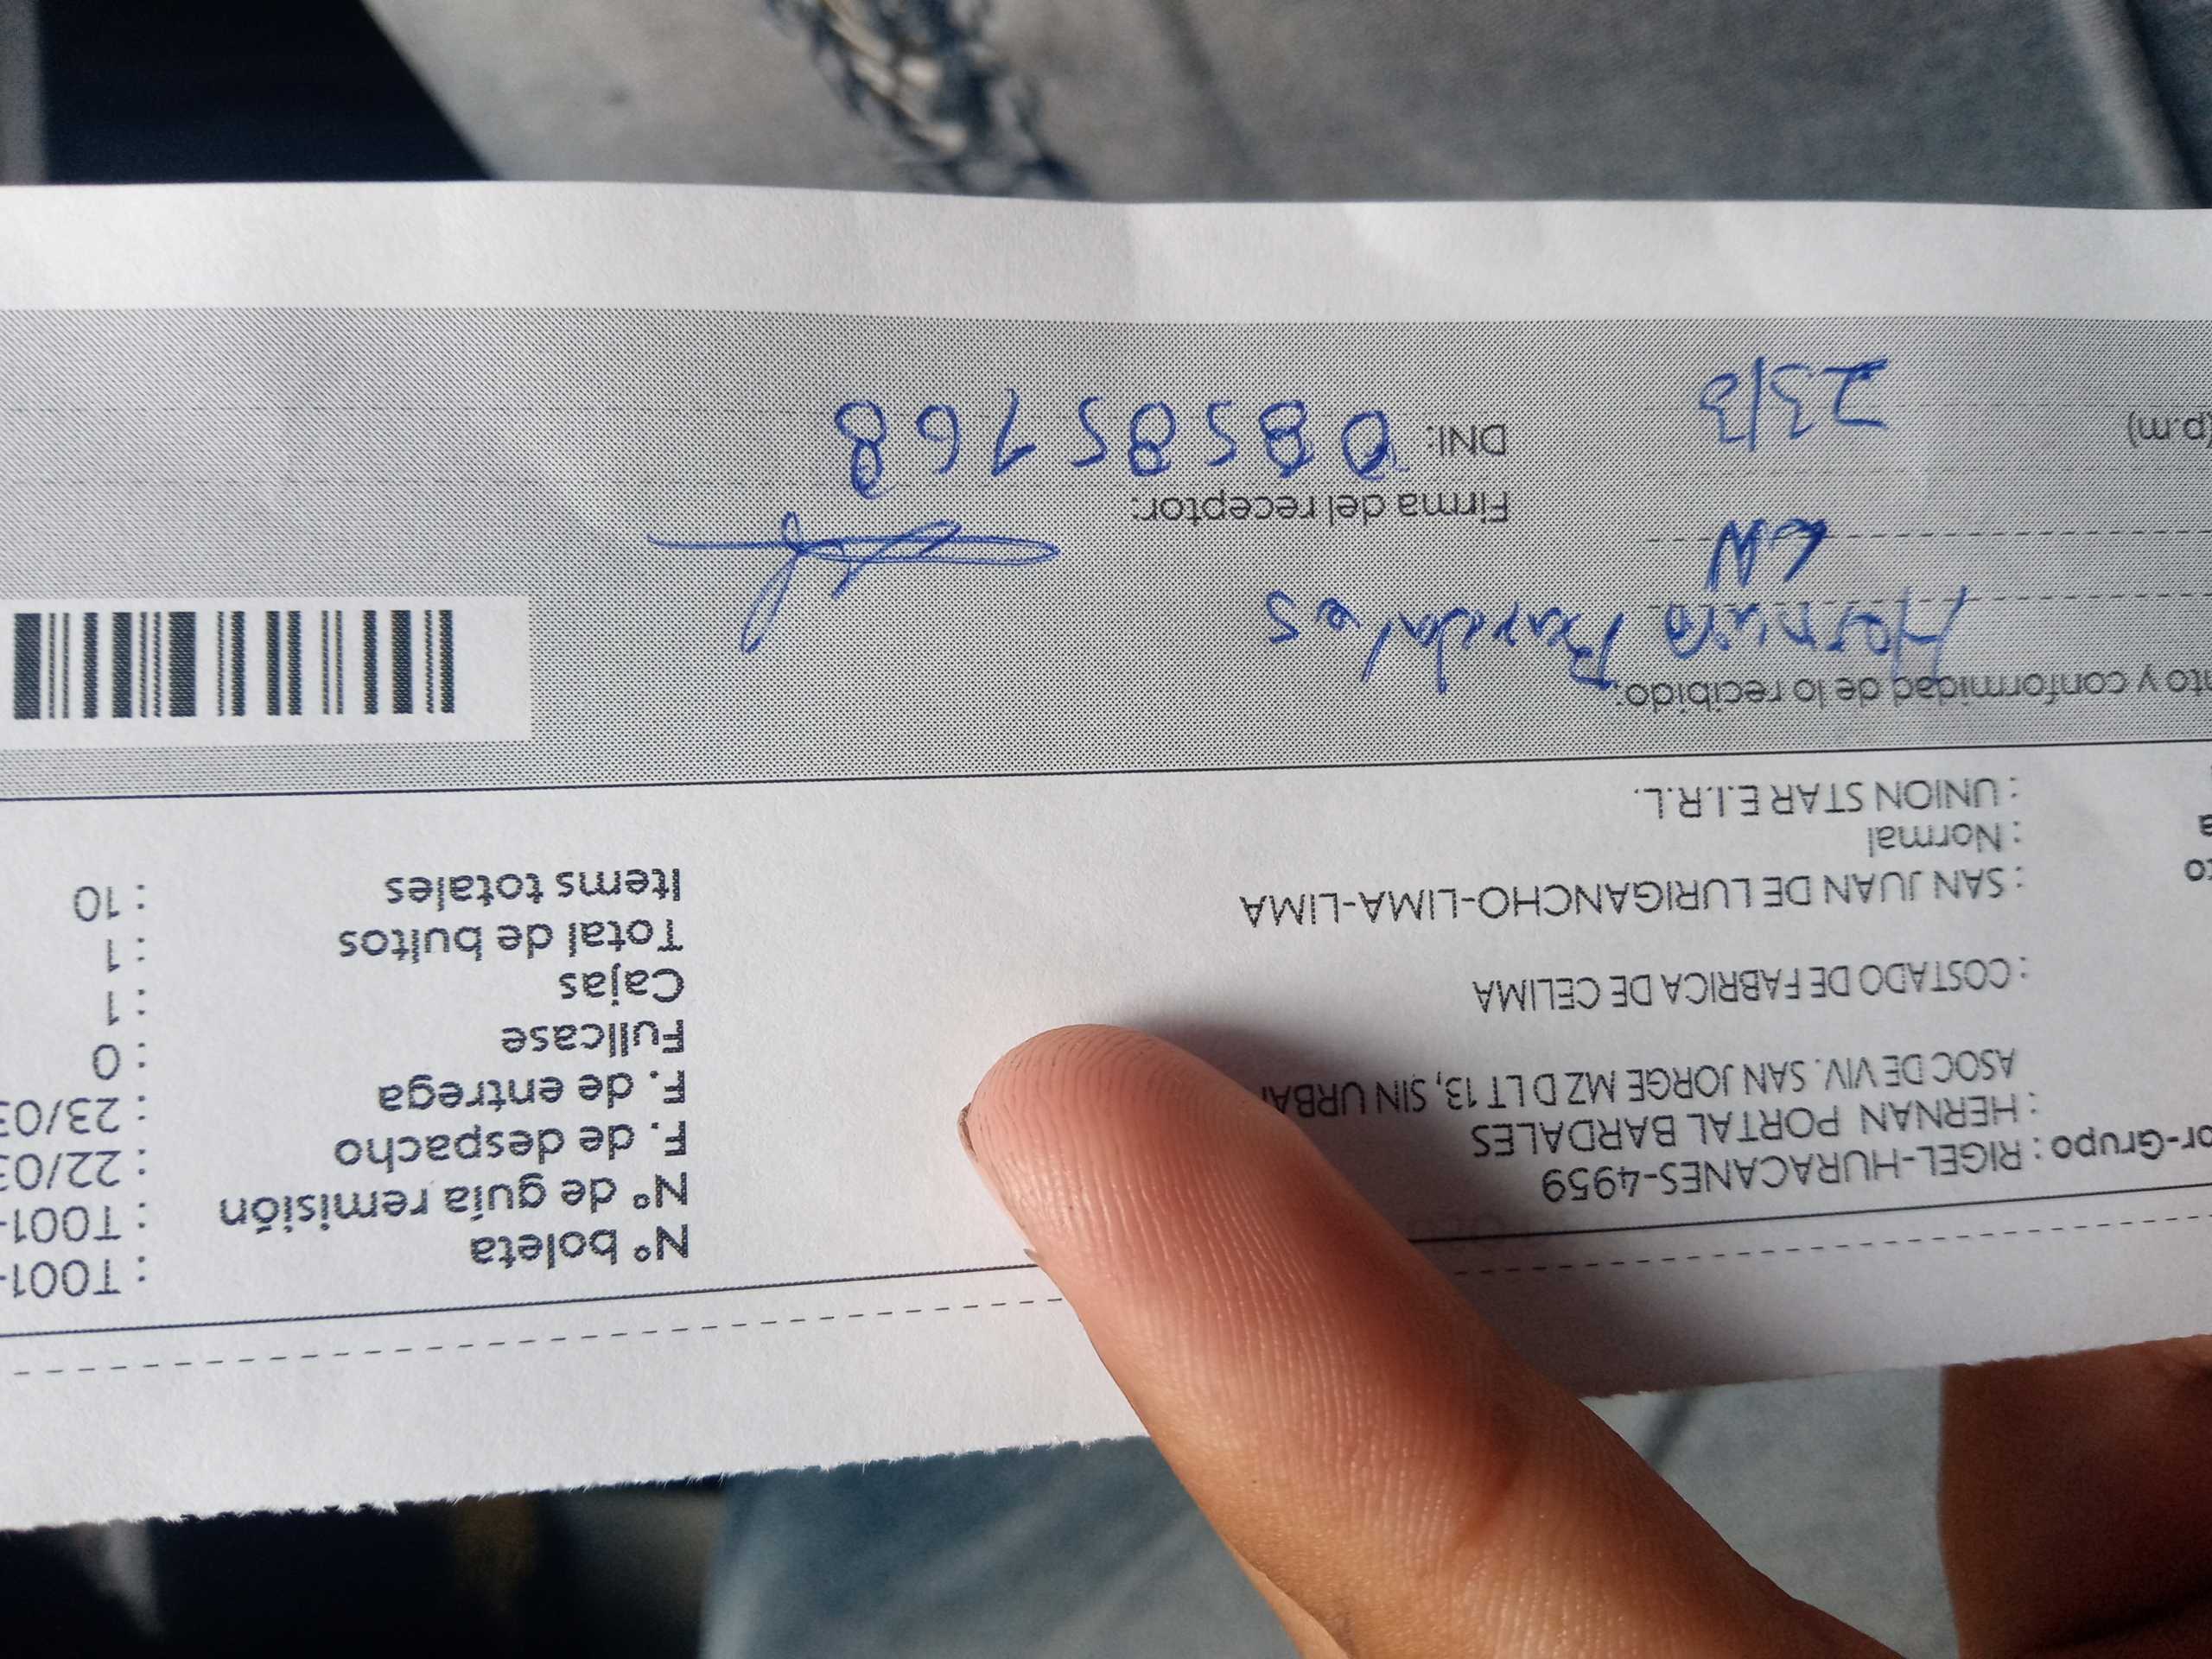 Nº boleta : T001-
Nº de guía remisión : T001-
F. de despacho : 22/03
F. de entrega : 23/03
Fullcase : 0
Cajas : 1
Total de bultos : 1
Items totales : 10
or-Grupo : RIGEL-HURACANES-4959
: HERNAN PORTAL BARDALES
ASOC DE VIV. SAN JORGE MZ D LT 13, SIN URBA
: COSTADO DE FABRICA DE CELIMA
: SAN JUAN DE LURIGANCHO-LIMA-LIMA
: Normal
: UNION STAR E.I.R.L.
to y conformidad de lo recibido:
Bardales
Firma del receptor:
DNI: 08585768
(p.m) 23/3